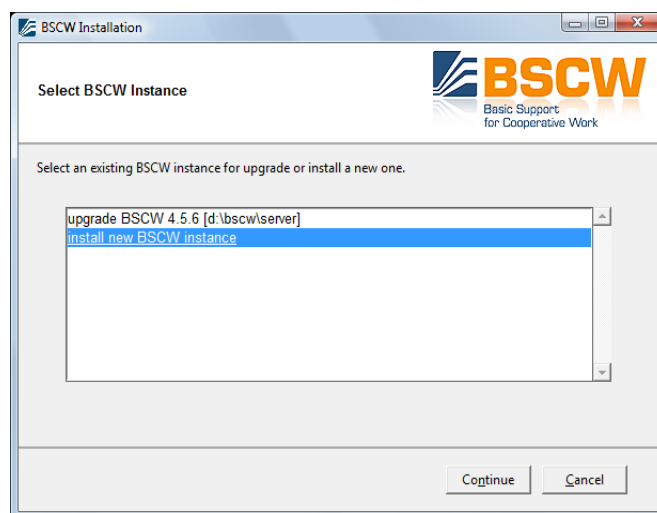 BSCW Installation
Select BSCW Instance
BSCW
Basic Support
for Cooperative Work
Select an existing BSCW instance for upgrade or install a new one.
upgrade BSCW 4.5.6 [d:\bscw\server]
install new BSCW instance
Continue
Cancel